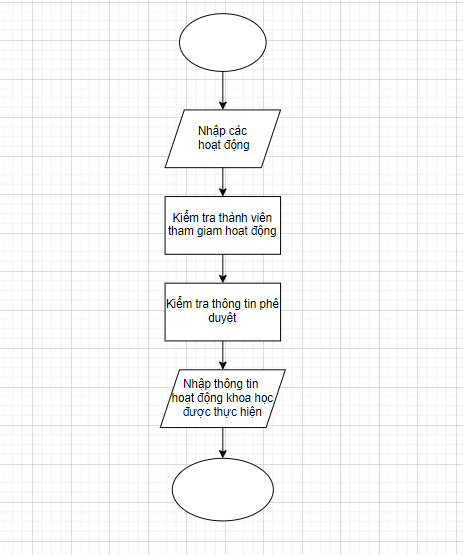 Nhập các
hoạt động
Kiểm tra thành viên
tham giam hoạt động
Kiểm tra thông tin phê
duyệt
Nhập thông tin
hoạt động khoa học
được thực hiện